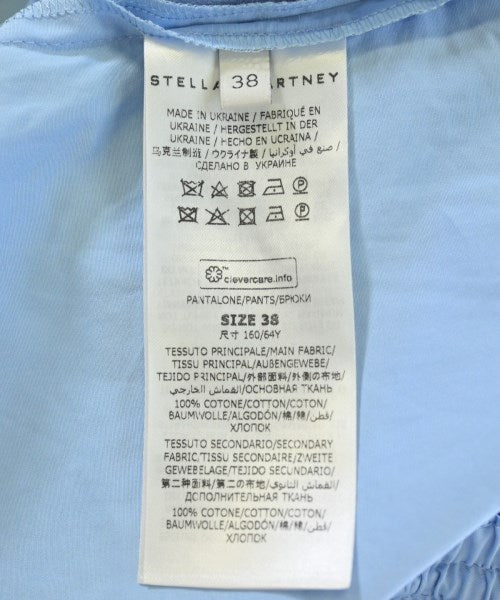 STELLA
38
RTNEY
MADE IN UKRAINE / FABRIQUÉ EN
UKRAINE / HERGESTELLT IN DER
UKRAINE / HECHO EN UCRAINA /
乌克兰制造 / ウクライナ製 / صنع في أوكرانيا /
СДЕЛАНО В УКРАИНЕ
clevercare.info
PANTALONE/PANTS/БРЮКИ
SIZE 38
尺寸 160/64Y
TESSUTO PRINCIPALE/MAIN FABRIC/
TISSU PRINCIPAL/AUßENGEWEBE/
TEJIDO PRINCIPAL/外部面料/外側の布地/
القماش الخارجي/ОСНОВНАЯ ТКАНЬ
100% COTONE/COTTON/COTON/
BAUMWOLLE/ALGODÓN/棉/綿/قطن/
ХЛОПОК
TESSUTO SECONDARIO/SECONDARY
FABRIC/TISSU SECONDAIRE/ZWEITE
GEWEBELAGE/TEJIDO SECUNDARIO/
第二种面料/第二の布地/القماش الثانوي/
ДОПОЛНИТЕЛЬНАЯ ТКАНЬ
100% COTONE/COTTON/COTON/
BAUMWOLLE/ALGODÓN/棉/綿/قطن/
ХЛОПОК